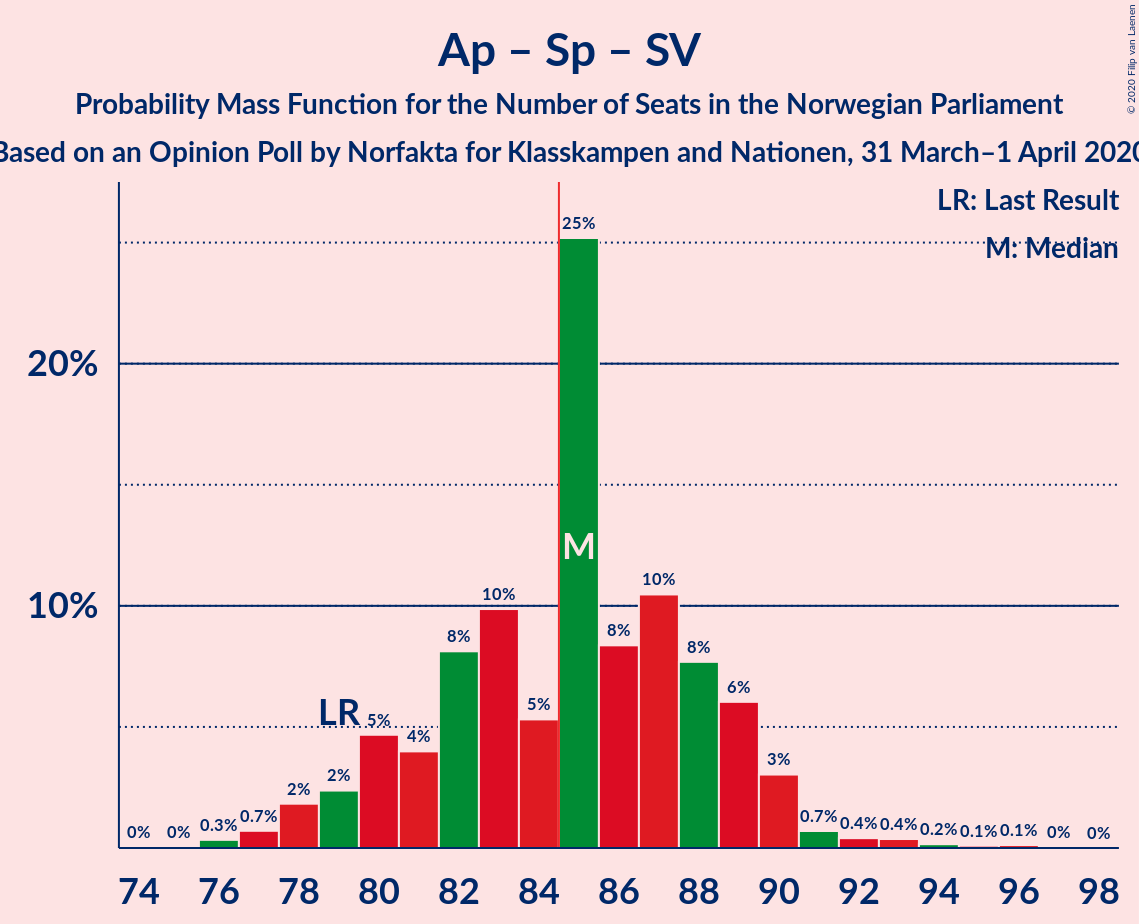 Ap – Sp – SV
Probability Mass Function for the Number of Seats in the Norwegian Parliament
Based on an Opinion Poll by Norfakta for Klasskampen and Nationen, 31 March–1 April 2020
© 2020 Filip van Laenen
LR: Last Result
M: Median
25%
20%
M
10%
10% 10%
8% 8% 8%
6%
LR 5% 4% 5%
3%
0% 0% 0.3% 0.7% 2% 2% 0.7% 0.4% 0.4% 0.2% 0.1% 0.1% 0% 0%
74 76 78 80 82 84 86 88 90 92 94 96 98